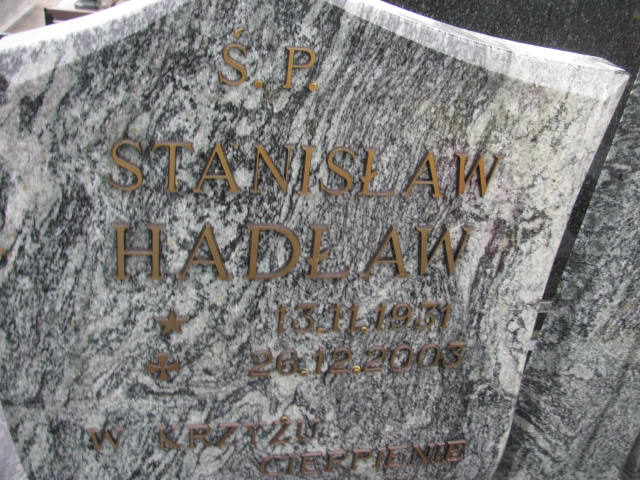 Ś.P.
STANISŁAW
HADŁAW
13.11.1931
26.12.2003
W KRZYŻU
CIERPIENIE